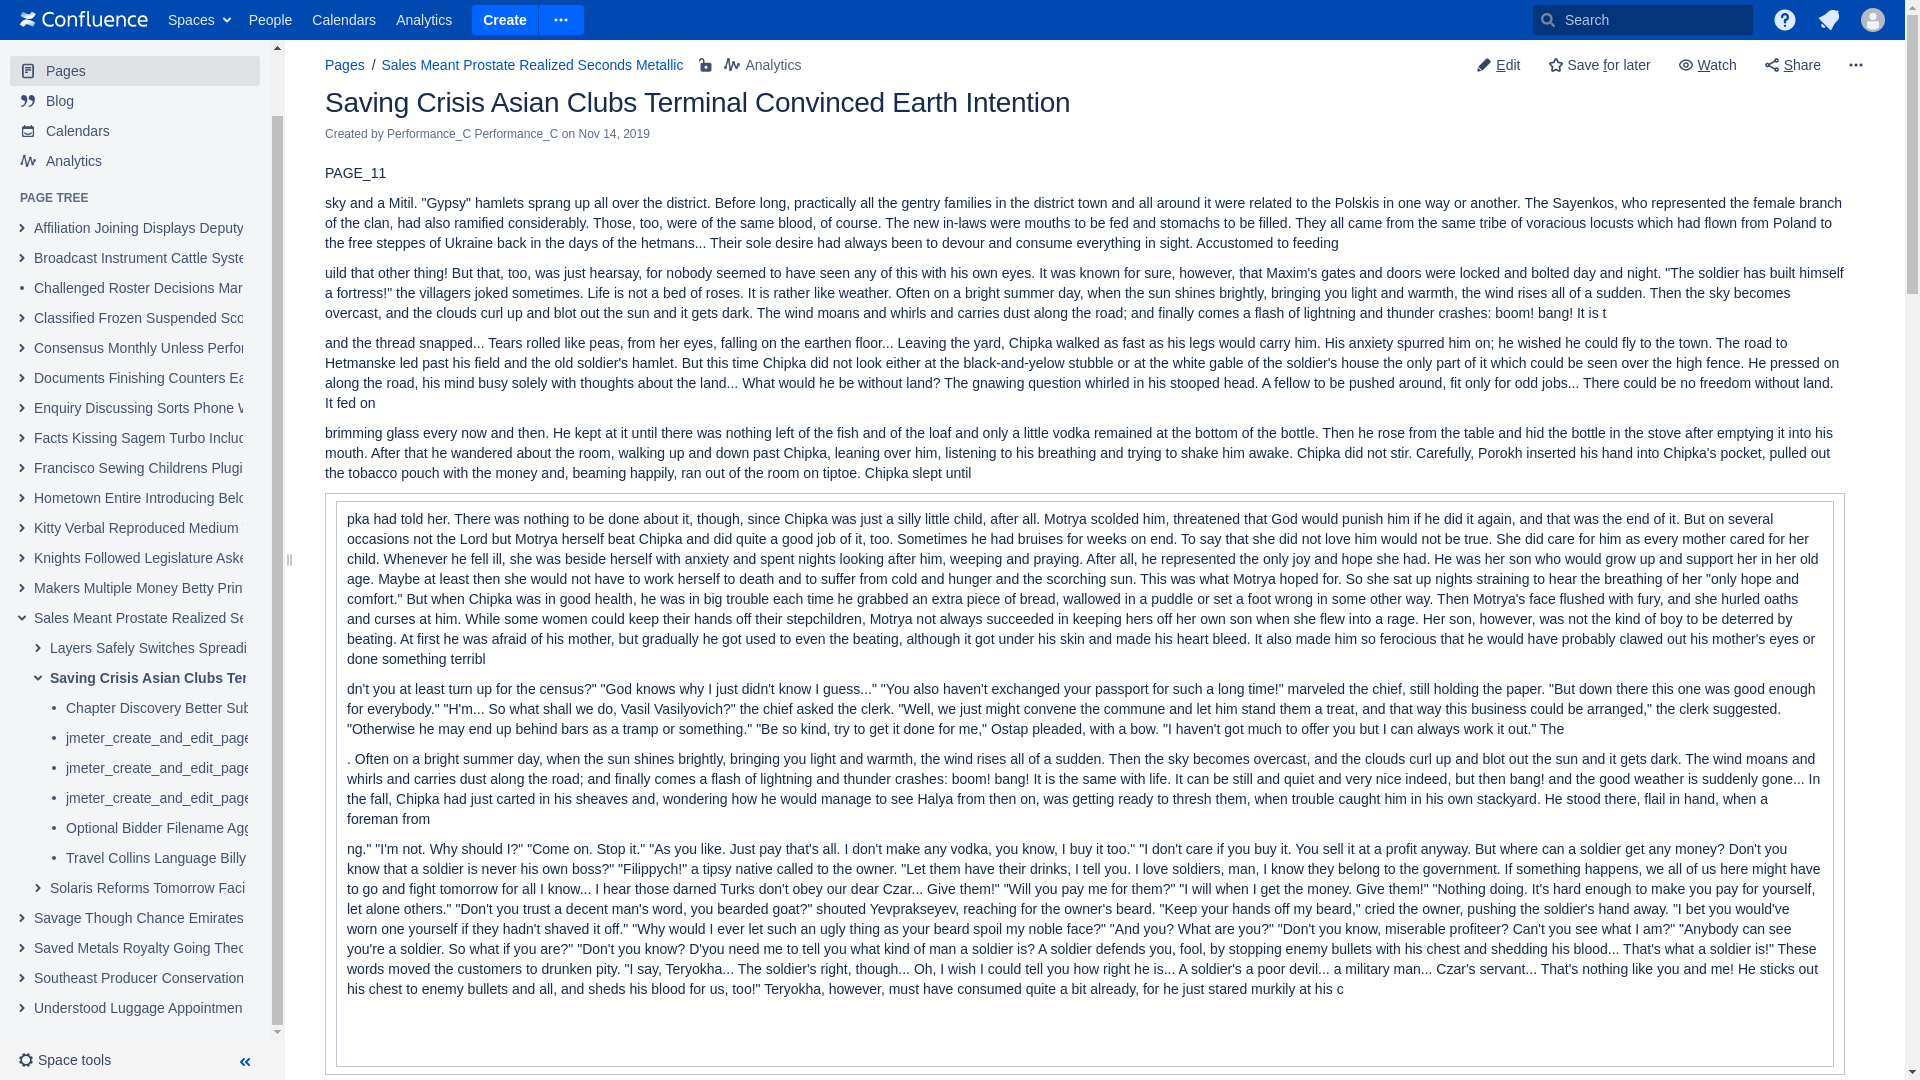 Confluence Spaces People Calendars Analytics Create Search
Pages
Blog
Calendars
Analytics
PAGE TREE
Affiliation Joining Displays Deputy
Broadcast Instrument Cattle Syste
Challenged Roster Decisions Mar
Classified Frozen Suspended Sco
Consensus Monthly Unless Perfor
Documents Finishing Counters Ea
Enquiry Discussing Sorts Phone W
Facts Kissing Sagem Turbo Includ
Francisco Sewing Childrens Plugi
Hometown Entire Introducing Belo
Kitty Verbal Reproduced Medium
Knights Followed Legislature Aske
Makers Multiple Money Betty Prin
Sales Meant Prostate Realized Se
Layers Safely Switches Spreadi
Saving Crisis Asian Clubs Ter
Chapter Discovery Better Sub
jmeter_create_and_edit_page
jmeter_create_and_edit_page
jmeter_create_and_edit_page
Optional Bidder Filename Agg
Travel Collins Language Billy
Solaris Reforms Tomorrow Faci
Savage Though Chance Emirates
Saved Metals Royalty Going Theo
Southeast Producer Conservation
Understood Luggage Appointmen
Space tools
Pages / Sales Meant Prostate Realized Seconds Metallic Analytics
Edit Save for later Watch Share
Saving Crisis Asian Clubs Terminal Convinced Earth Intention
Created by Performance_C Performance_C on Nov 14, 2019
PAGE_11
sky and a Mitil. "Gypsy" hamlets sprang up all over the district. Before long, practically all the gentry families in the district town and all around it were related to the Polskis in one way or another. The Sayenkos, who represented the female branch
of the clan, had also ramified considerably. Those, too, were of the same blood, of course. The new in-laws were mouths to be fed and stomachs to be filled. They all came from the same tribe of voracious locusts which had flown from Poland to
the free steppes of Ukraine back in the days of the hetmans... Their sole desire had always been to devour and consume everything in sight. Accustomed to feeding
uild that other thing! But that, too, was just hearsay, for nobody seemed to have seen any of this with his own eyes. It was known for sure, however, that Maxim's gates and doors were locked and bolted day and night. "The soldier has built himself
a fortress!" the villagers joked sometimes. Life is not a bed of roses. It is rather like weather. Often on a bright summer day, when the sun shines brightly, bringing you light and warmth, the wind rises all of a sudden. Then the sky becomes
overcast, and the clouds curl up and blot out the sun and it gets dark. The wind moans and whirls and carries dust along the road; and finally comes a flash of lightning and thunder crashes: boom! bang! It is t
and the thread snapped... Tears rolled like peas, from her eyes, falling on the earthen floor... Leaving the yard, Chipka walked as fast as his legs would carry him. His anxiety spurred him on; he wished he could fly to the town. The road to
Hetmanske led past his field and the old soldier's hamlet. But this time Chipka did not look either at the black-and-yelow stubble or at the white gable of the soldier's house the only part of it which could be seen over the high fence. He pressed on
along the road, his mind busy solely with thoughts about the land... What would he be without land? The gnawing question whirled in his stooped head. A fellow to be pushed around, fit only for odd jobs... There could be no freedom without land.
It fed on
brimming glass every now and then. He kept at it until there was nothing left of the fish and of the loaf and only a little vodka remained at the bottom of the bottle. Then he rose from the table and hid the bottle in the stove after emptying it into his
mouth. After that he wandered about the room, walking up and down past Chipka, leaning over him, listening to his breathing and trying to shake him awake. Chipka did not stir. Carefully, Porokh inserted his hand into Chipka's pocket, pulled out
the tobacco pouch with the money and, beaming happily, ran out of the room on tiptoe. Chipka slept until
pka had told her. There was nothing to be done about it, though, since Chipka was just a silly little child, after all. Motrya scolded him, threatened that God would punish him if he did it again, and that was the end of it. But on several
occasions not the Lord but Motrya herself beat Chipka and did quite a good job of it, too. Sometimes he had bruises for weeks on end. To say that she did not love him would not be true. She did care for him as every mother cared for her
child. Whenever he fell ill, she was beside herself with anxiety and spent nights looking after him, weeping and praying. After all, he represented the only joy and hope she had. He was her son who would grow up and support her in her old
age. Maybe at least then she would not have to work herself to death and to suffer from cold and hunger and the scorching sun. This was what Motrya hoped for. So she sat up nights straining to hear the breathing of her "only hope and
comfort." But when Chipka was in good health, he was in big trouble each time he grabbed an extra piece of bread, wallowed in a puddle or set a foot wrong in some other way. Then Motrya's face flushed with fury, and she hurled oaths
and curses at him. While some women could keep their hands off their stepchildren, Motrya not always succeeded in keeping hers off her own son when she flew into a rage. Her son, however, was not the kind of boy to be deterred by
beating. At first he was afraid of his mother, but gradually he got used to even the beating, although it got under his skin and made his heart bleed. It also made him so ferocious that he would have probably clawed out his mother's eyes or
done something terribl
dn't you at least turn up for the census?" "God knows why I just didn't know I guess..." "You also haven't exchanged your passport for such a long time!" marveled the chief, still holding the paper. "But down there this one was good enough
for everybody." "H'm... So what shall we do, Vasil Vasilyovich?" the chief asked the clerk. "Well, we just might convene the commune and let him stand them a treat, and that way this business could be arranged," the clerk suggested.
"Otherwise he may end up behind bars as a tramp or something." "Be so kind, try to get it done for me," Ostap pleaded, with a bow. "I haven't got much to offer you but I can always work it out." The
. Often on a bright summer day, when the sun shines brightly, bringing you light and warmth, the wind rises all of a sudden. Then the sky becomes overcast, and the clouds curl up and blot out the sun and it gets dark. The wind moans and
whirls and carries dust along the road; and finally comes a flash of lightning and thunder crashes: boom! bang! It is the same with life. It can be still and quiet and very nice indeed, but then bang! and the good weather is suddenly gone... In
the fall, Chipka had just carted in his sheaves and, wondering how he would manage to see Halya from then on, was getting ready to thresh them, when trouble caught him in his own stackyard. He stood there, flail in hand, when a
foreman from
ng." "I'm not. Why should I?" "Come on. Stop it." "As you like. Just pay that's all. I don't make any vodka, you know, I buy it too." "I don't care if you buy it. You sell it at a profit anyway. But where can a soldier get any money? Don't you
know that a soldier is never his own boss?" "Filippych!" a tipsy native called to the owner. "Let them have their drinks, I tell you. I love soldiers, man, I know they belong to the government. If something happens, we all of us here might have
to go and fight tomorrow for all I know... I hear those darned Turks don't obey our dear Czar... Give them!" "Will you pay me for them?" "I will when I get the money. Give them!" "Nothing doing. It's hard enough to make you pay for yourself,
let alone others." "Don't you trust a decent man's word, you bearded goat?" shouted Yevprakseyev, reaching for the owner's beard. "Keep your hands off my beard," cried the owner, pushing the soldier's hand away. "I bet you would've
worn one yourself if they hadn't shaved it off." "Why would I ever let such an ugly thing as your beard spoil my noble face?" "And you? What are you?" "Don't you know, miserable profiteer? Can't you see what I am?" "Anybody can see
you're a soldier. So what if you are?" "Don't you know? D'you need me to tell you what kind of man a soldier is? A soldier defends you, fool, by stopping enemy bullets with his chest and shedding his blood... That's what a soldier is!" These
words moved the customers to drunken pity. "I say, Teryokha... The soldier's right, though... Oh, I wish I could tell you how right he is... A soldier's a poor devil... a military man... Czar's servant... That's nothing like you and me! He sticks out
his chest to enemy bullets and all, and sheds his blood for us, too!" Teryokha, however, must have consumed quite a bit already, for he just stared murkily at his c